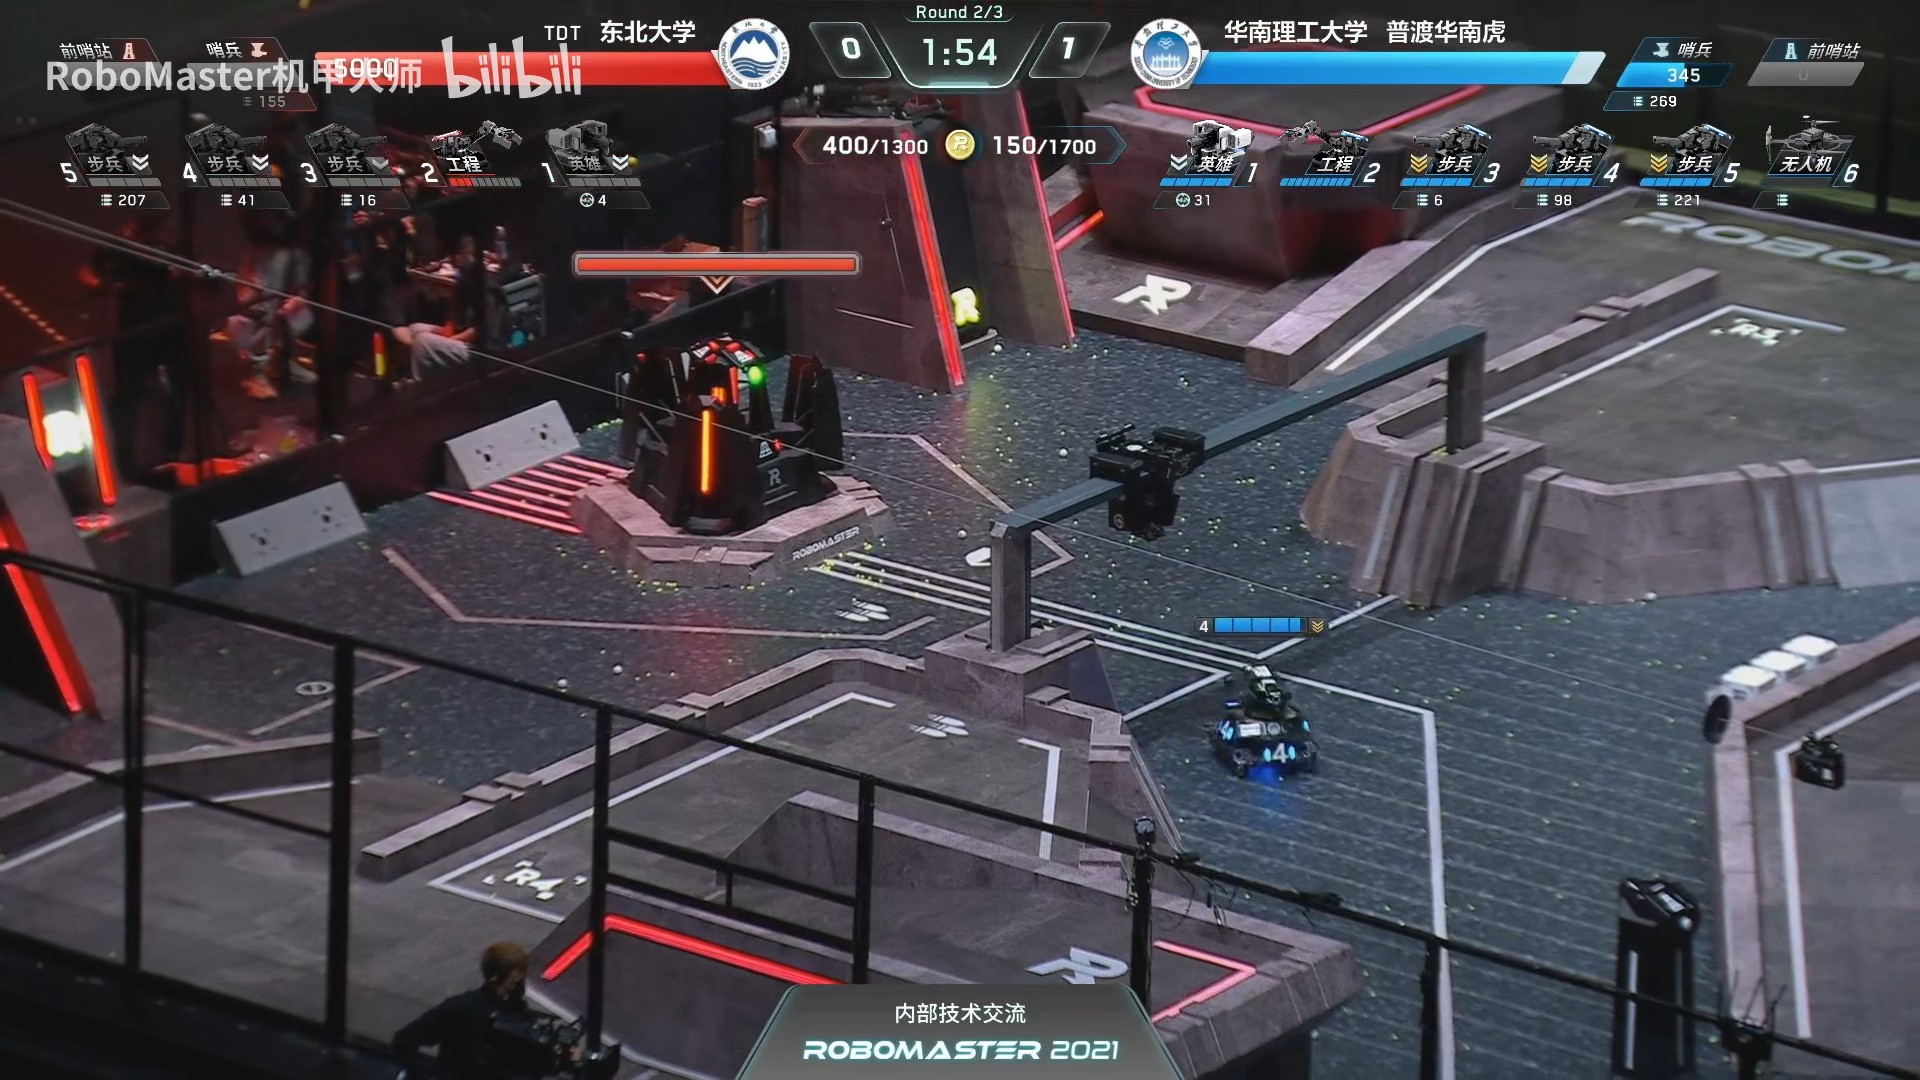 Round 2/3
TDT 东北大学
0
1:54
1
华南理工大学 普渡华南虎
前哨站
哨兵
5000
155
哨兵
345
269
前哨站
0
RoboMaster机甲大师 bilibili
5 步兵
207
4 步兵
41
3 步兵
16
2 工程
1 英雄
4
400/1300
150/1700
英雄 1
31
工程 2
步兵 3
6
步兵 4
98
步兵 5
221
无人机 6
ROBOM
R3
R
ROBOMASTER
4
4
R4
内部技术交流
ROBOMASTER 2021